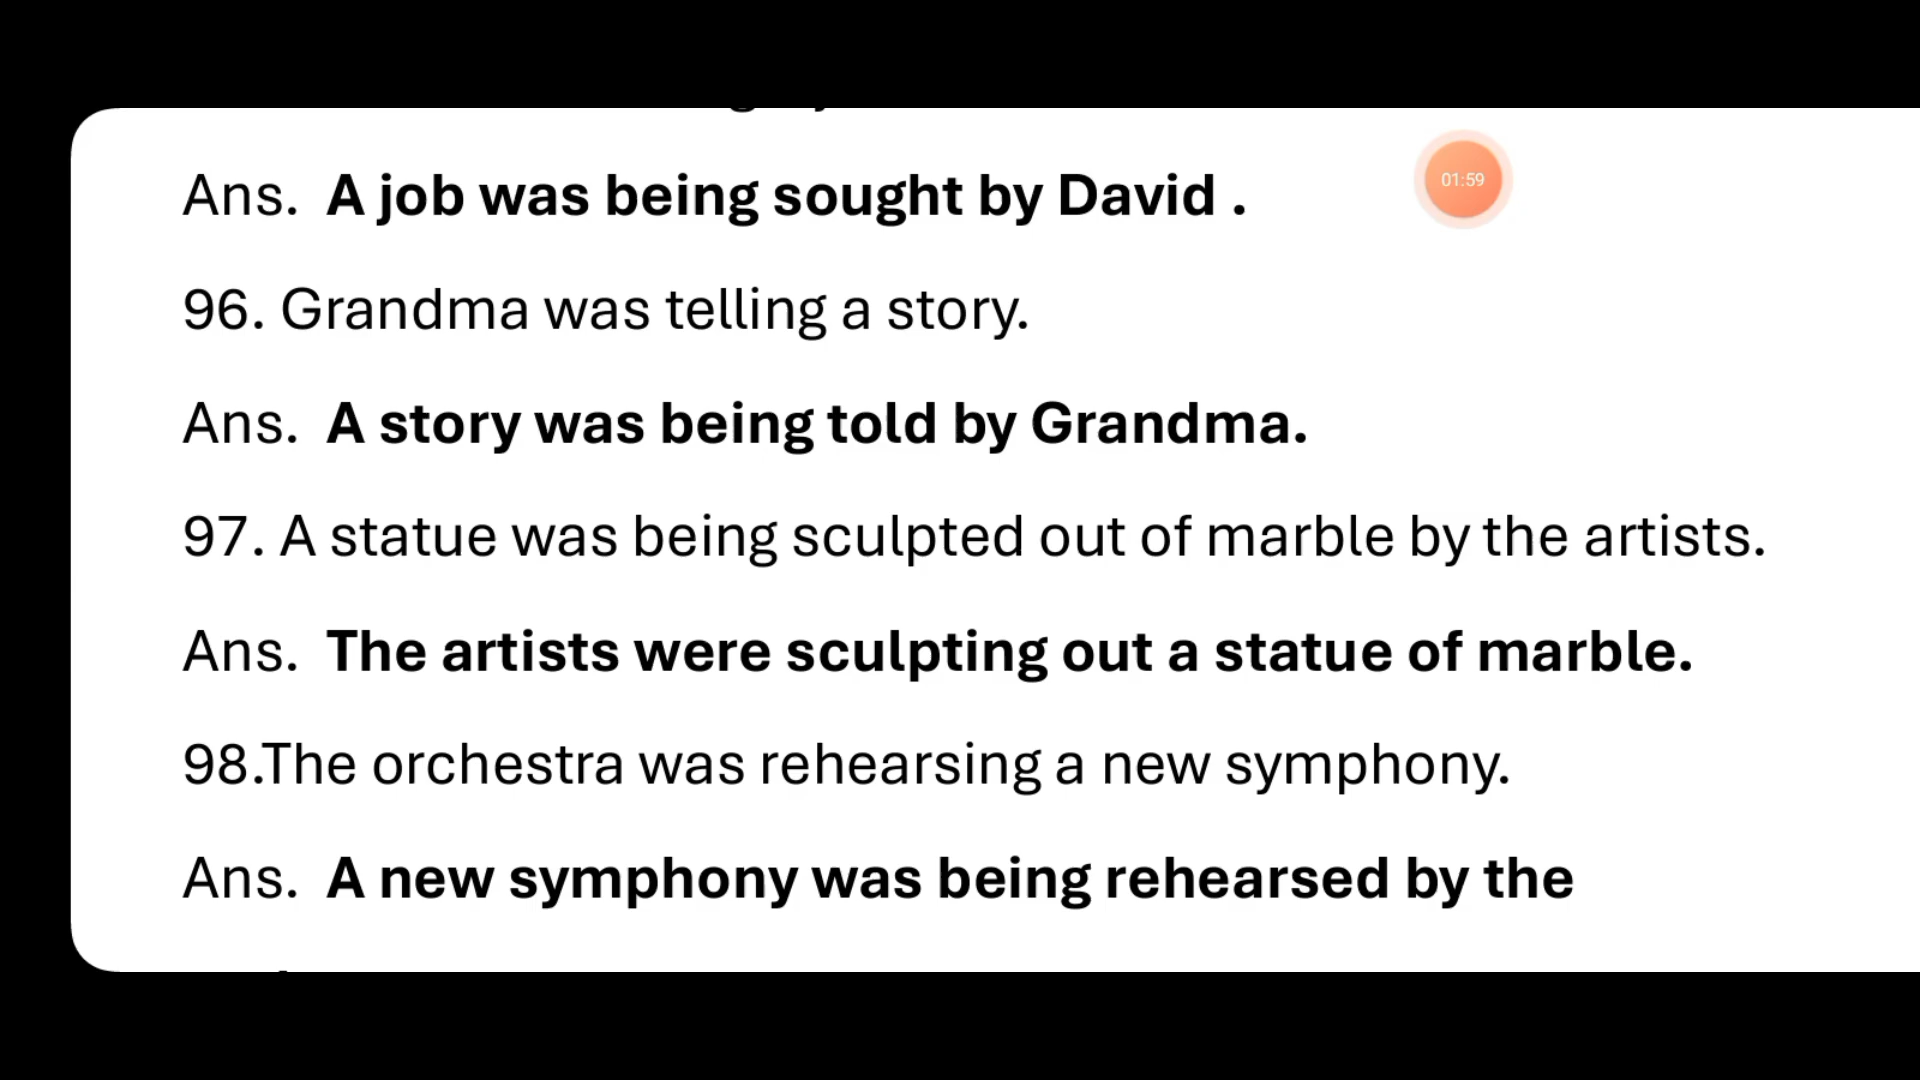 Ans. A job was being sought by David .
01:59
96. Grandma was telling a story.
Ans. A story was being told by Grandma.
97. A statue was being sculpted out of marble by the artists.
Ans. The artists were sculpting out a statue of marble.
98.The orchestra was rehearsing a new symphony.
Ans. A new symphony was being rehearsed by the